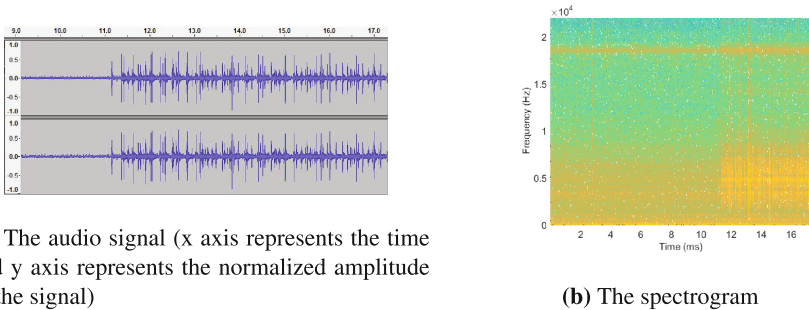 9.0 10.0 11.0 12.0 13.0 14.0 15.0 16.0 17.0
1.0
0.5
0.0
-0.5
-1.0
1.0
0.5
0.0
-0.5
-1.0
The audio signal (x axis represents the time
y axis represents the normalized amplitude
the signal)
×10⁴
2
1.5
1
0.5
0
Frequency (Hz)
2 4 6 8 10 12 14 16
Time (ms)
(b) The spectrogram